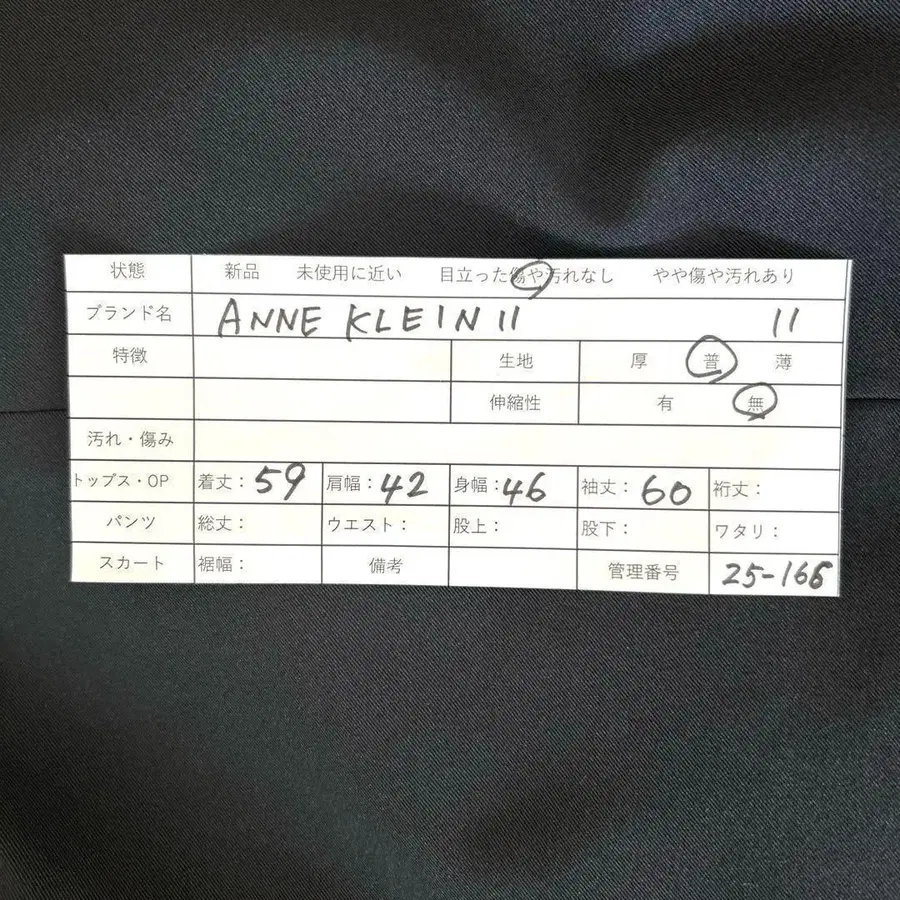 状態 新品 未使用に近い 目立った傷や汚れなし やや傷や汚れあり
ブランド名 ANNE KLEIN II 11
特徴 生地 厚 普 薄
伸縮性 有 無
汚れ・傷み
トップス・OP 着丈：59 肩幅：42 身幅：46 袖丈：60 裄丈：
パンツ 総丈： ウエスト： 股上： 股下： ワタリ：
スカート 裾幅： 備考 管理番号 25-166